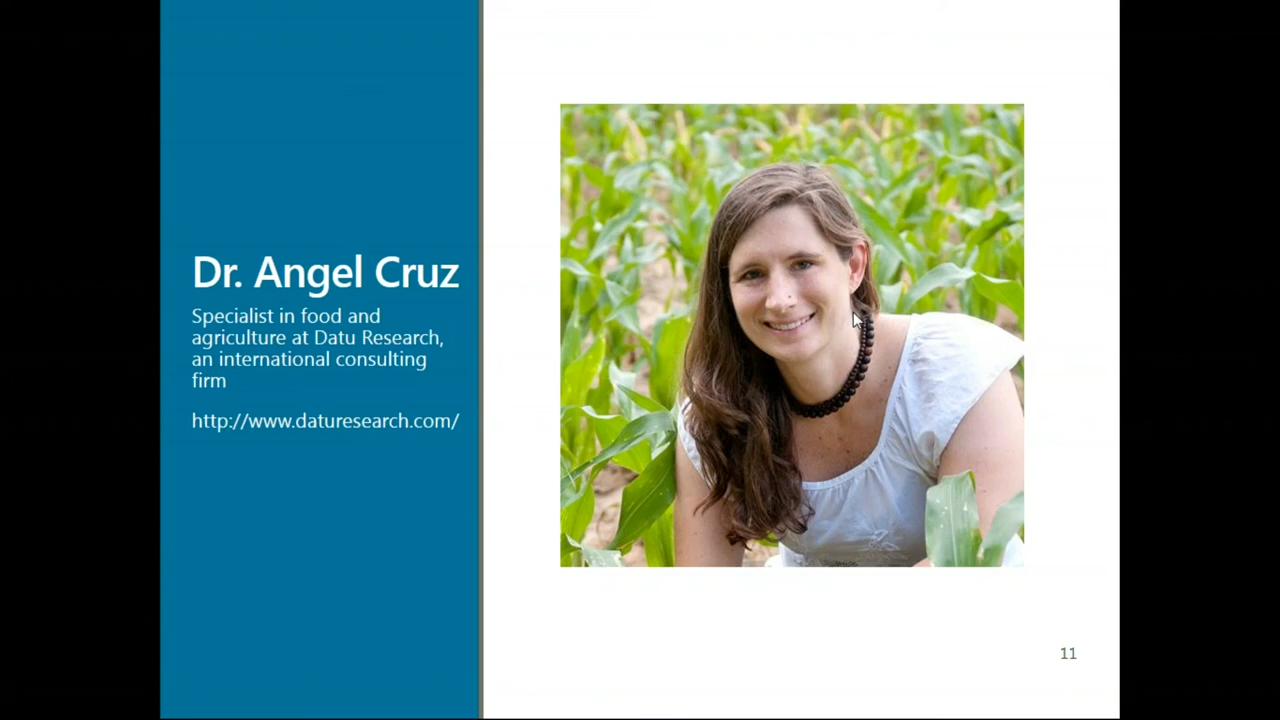 Dr. Angel Cruz
Specialist in food and
agriculture at Datu Research,
an international consulting
firm
http://www.daturesearch.com/
11